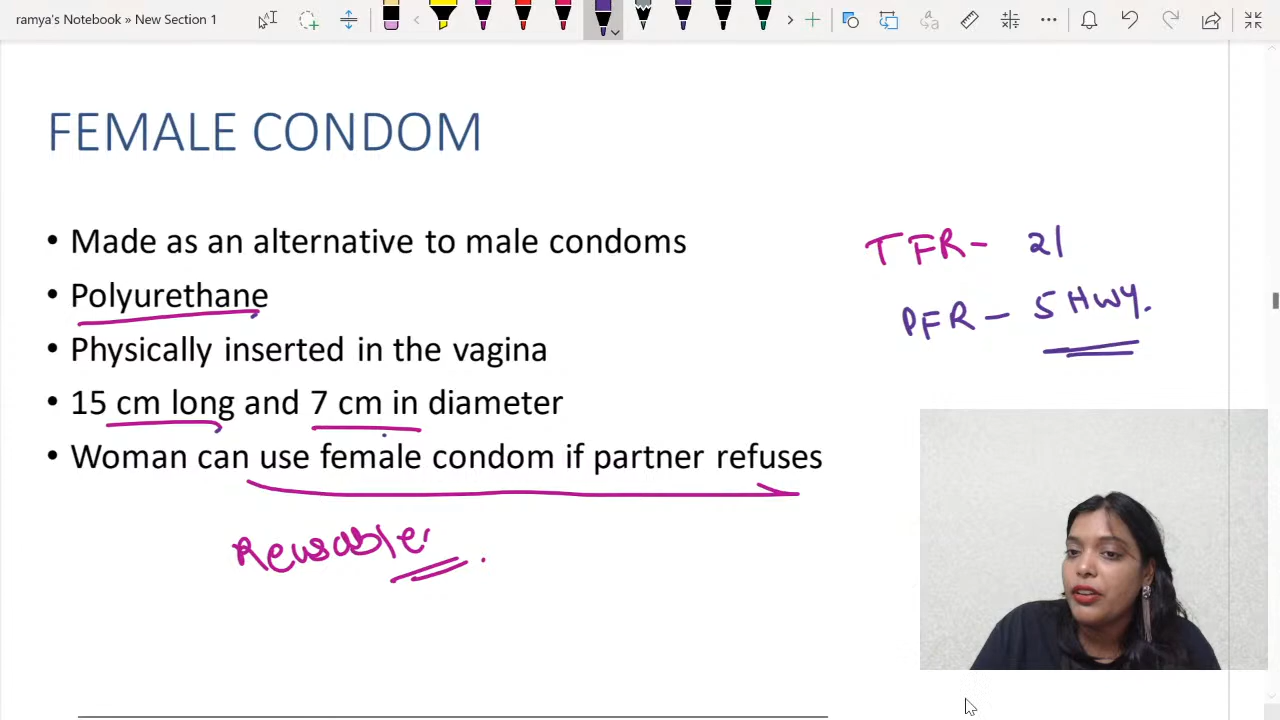 ramya's Notebook » New Section 1
FEMALE CONDOM
• Made as an alternative to male condoms
• Polyurethane
• Physically inserted in the vagina
• 15 cm long and 7 cm in diameter
• Woman can use female condom if partner refuses
TFR - 21
PFR - 5 HWY.
Reusable.